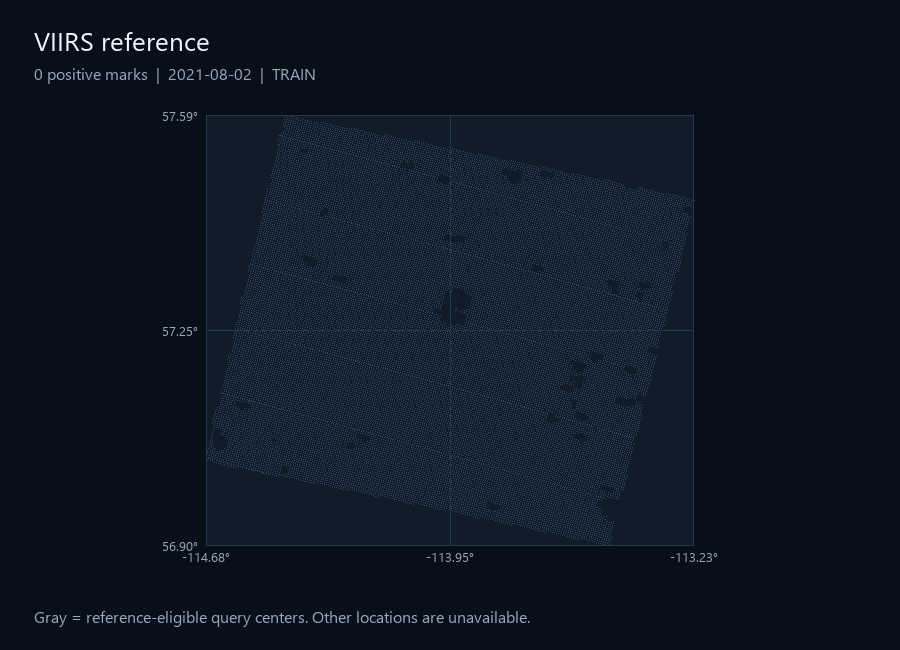 VIIRS reference
0 positive marks | 2021-08-02 | TRAIN
57.59°
57.25°
56.90°
-114.68°
-113.95°
-113.23°
Gray = reference-eligible query centers. Other locations are unavailable.